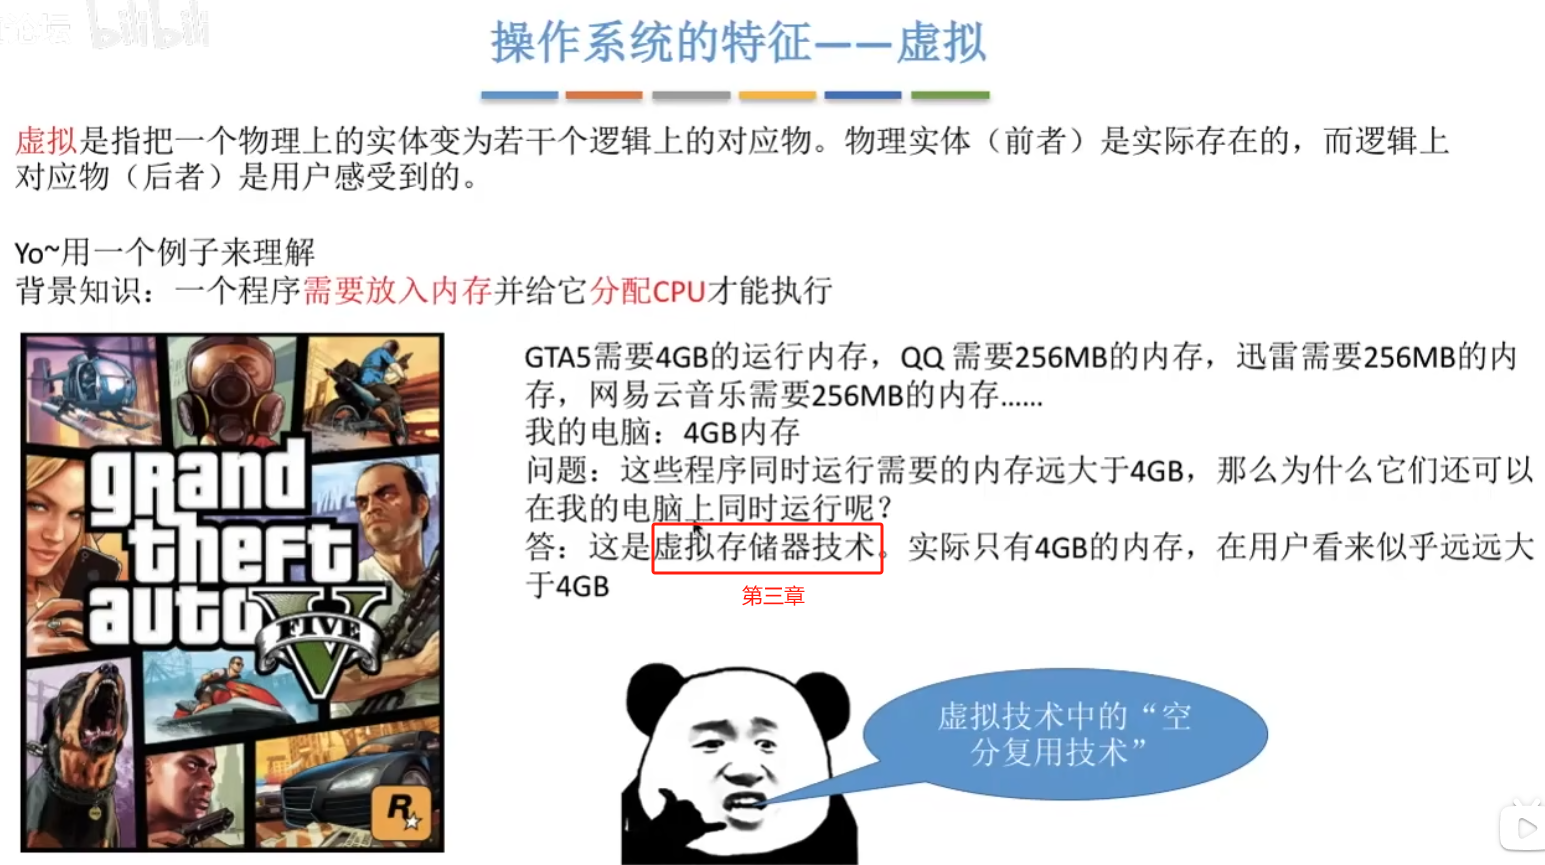 bilibili
操作系统的特征——虚拟
虚拟是指把一个物理上的实体变为若干个逻辑上的对应物。物理实体（前者）是实际存在的，而逻辑上
对应物（后者）是用户感受到的。
Yo~用一个例子来理解
背景知识：一个程序需要放入内存并给它分配CPU才能执行
GTA5需要4GB的运行内存，QQ 需要256MB的内存，迅雷需要256MB的内
存，网易云音乐需要256MB的内存......
我的电脑：4GB内存
问题：这些程序同时运行需要的内存远大于4GB，那么为什么它们还可以
在我的电脑上同时运行呢？
答：这是虚拟存储器技术。实际只有4GB的内存，在用户看来似乎远远大
于4GB
第三章
grand
theft
auto
FIVE
R
虚拟技术中的“空
分复用技术”